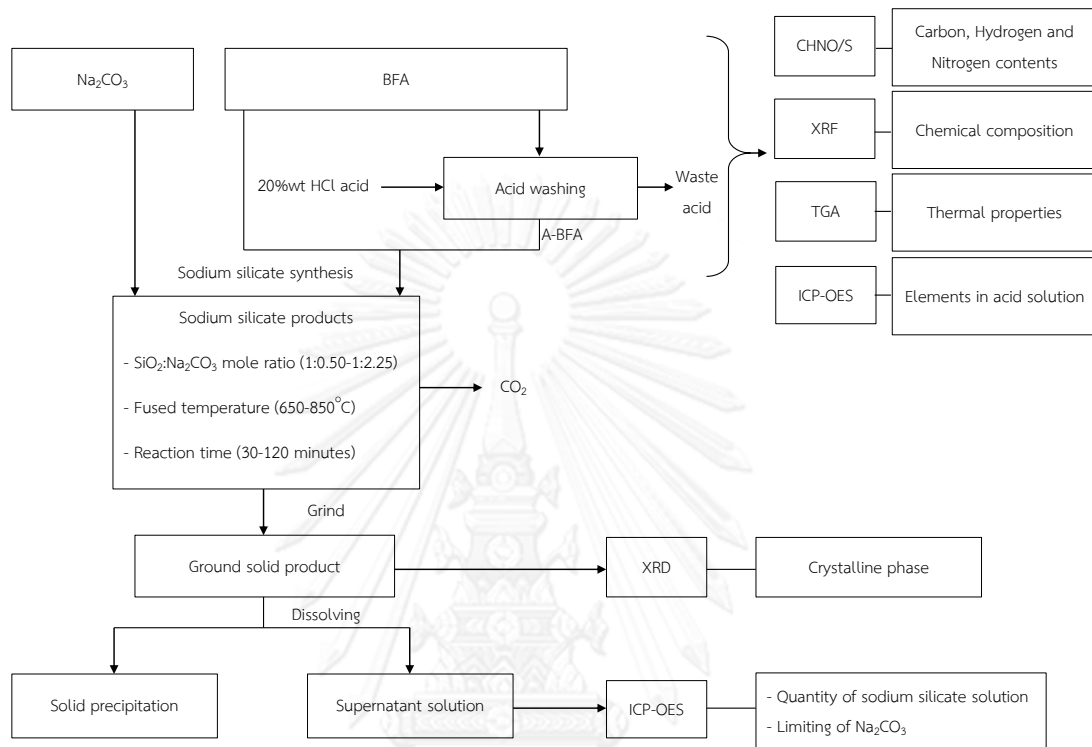 Na₂CO₃
BFA
20%wt HCl acid
Acid washing
Waste
acid
A-BFA
CHNO/S
Carbon, Hydrogen and
Nitrogen contents
XRF
Chemical composition
TGA
Thermal properties
ICP-OES
Elements in acid solution
Sodium silicate synthesis
Sodium silicate products
- SiO₂:Na₂CO₃ mole ratio (1:0.50-1:2.25)
- Fused temperature (650-850°C)
- Reaction time (30-120 minutes)
CO₂
Grind
Ground solid product
XRD
Crystalline phase
Dissolving
Solid precipitation
Supernatant solution
ICP-OES
- Quantity of sodium silicate solution
- Limiting of Na₂CO₃